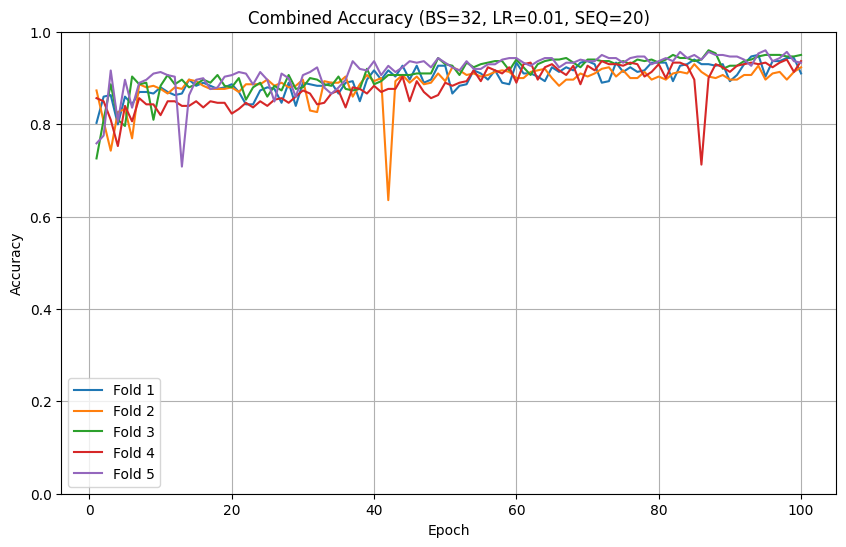 Combined Accuracy (BS=32, LR=0.01, SEQ=20)
1.0
0.8
0.6
0.4
0.2
0.0
Accuracy
Fold 1
Fold 2
Fold 3
Fold 4
Fold 5
0 20 40 60 80 100
Epoch